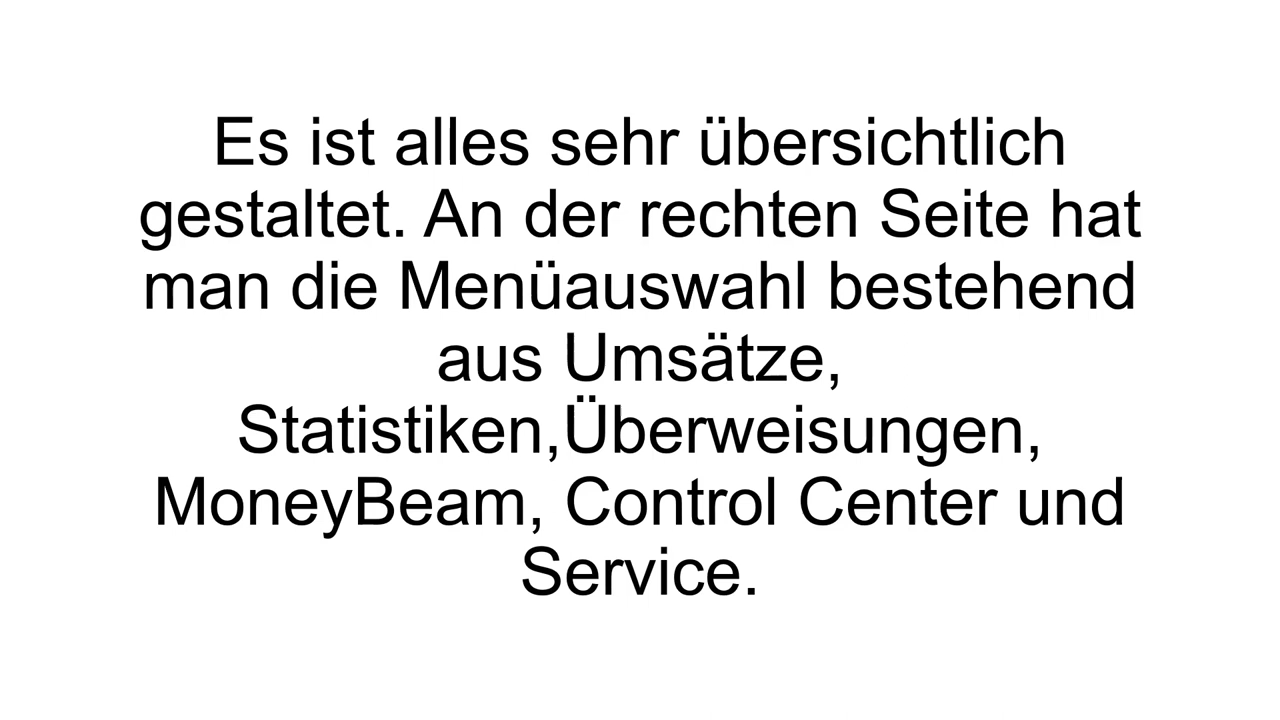 Es ist alles sehr übersichtlich
gestaltet. An der rechten Seite hat
man die Menüauswahl bestehend
aus Umsätze,
Statistiken,Überweisungen,
MoneyBeam, Control Center und
Service.